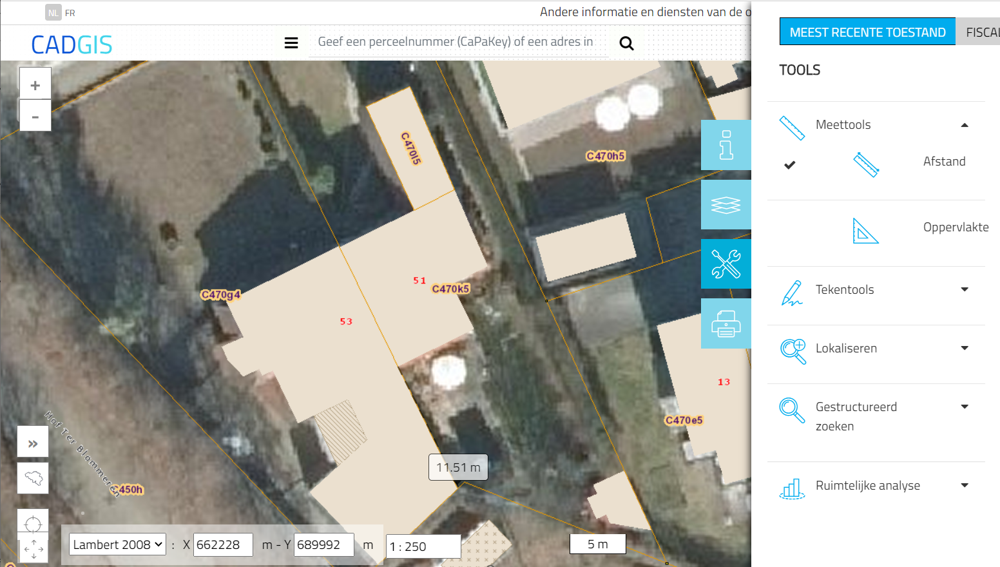 NL FR
Andere informatie en diensten van de o
CADGIS
Geef een perceelnummer (CaPaKey) of een adres in
MEEST RECENTE TOESTAND
FISCAL
TOOLS
Meettools
Afstand
Oppervlakte
Tekentools
Lokaliseren
Gestructureerd
zoeken
Ruimtelijke analyse
+
-
C470l5
C470h5
51
C470k5
C470g4
53
13
C470e5
Hof Ter Blommeren
C450h
11.51 m
»
Lambert 2008 : X 662228 m - Y 689992 m
1 : 250
5 m